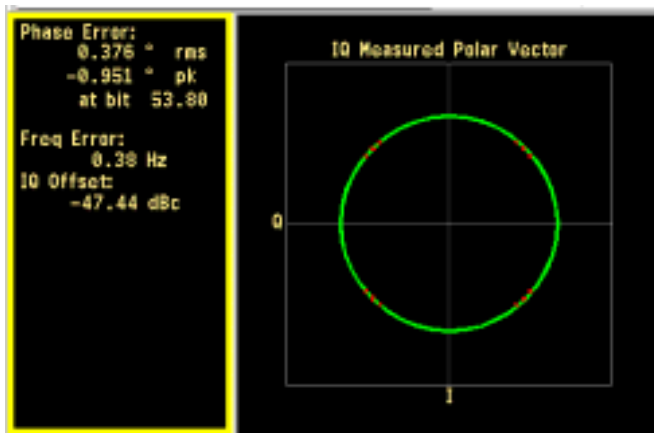 Phase Error:
0.376 ° rms
-0.951 ° pk
at bit 53.80
Freq Error:
0.38 Hz
IQ Offset:
-47.44 dBc
IQ Measured Polar Vector
Q
I